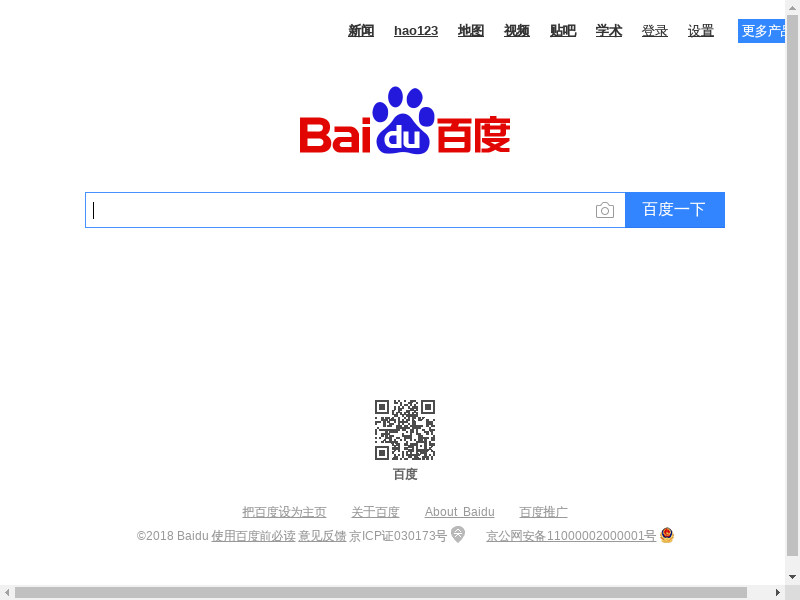 新闻 hao123 地图 视频 贴吧 学术 登录 设置 更多产品
Bai du 百度
百度一下
百度
把百度设为主页 关于百度 About Baidu 百度推广
©2018 Baidu 使用百度前必读 意见反馈 京ICP证030173号 京公网安备11000002000001号